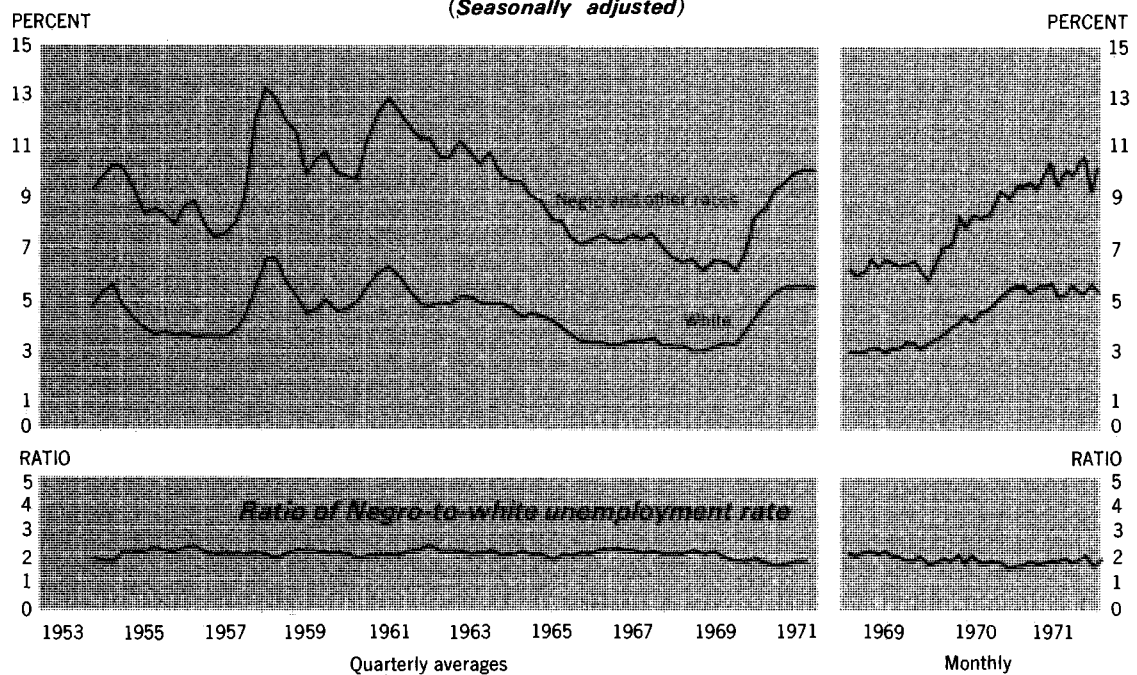 (Seasonally adjusted)
PERCENT PERCENT
15 15
13 13
11 11
9 9
Negro and other races
7 7
5 5
White
3 3
1 1
0 0
RATIO RATIO
5 5
4 4
Ratio of Negro-to-white unemployment rate
3 3
2 2
1 1
0 0
1953 1955 1957 1959 1961 1963 1965 1967 1969 1971 1969 1970 1971
Quarterly averages Monthly